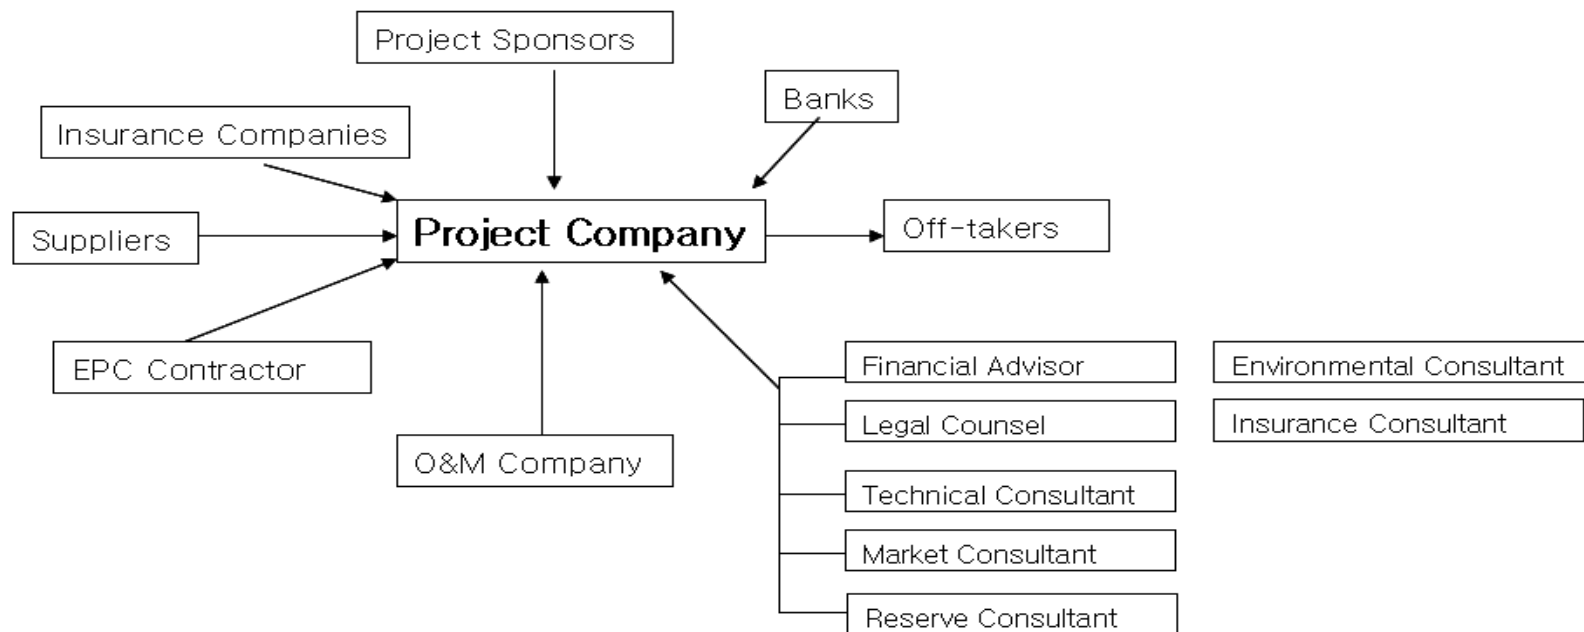 Project Sponsors
Banks
Insurance Companies
Suppliers
Project Company
Off-takers
EPC Contractor
O&M Company
Financial Advisor
Environmental Consultant
Legal Counsel
Insurance Consultant
Technical Consultant
Market Consultant
Reserve Consultant